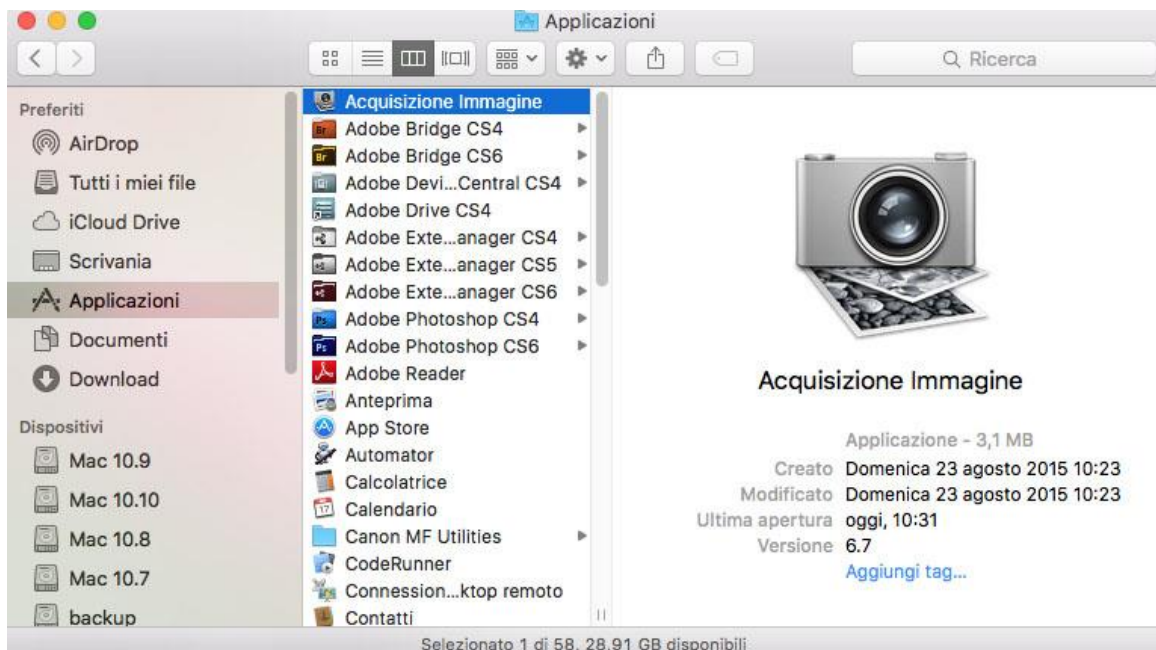 Applicazioni
Ricerca
Preferiti
AirDrop
Tutti i miei file
iCloud Drive
Scrivania
Applicazioni
Documenti
Download
Dispositivi
Mac 10.9
Mac 10.10
Mac 10.8
Mac 10.7
backup
Acquisizione Immagine
Adobe Bridge CS4
Adobe Bridge CS6
Adobe Devi...Central CS4
Adobe Drive CS4
Adobe Exte...anager CS4
Adobe Exte...anager CS5
Adobe Exte...anager CS6
Adobe Photoshop CS4
Adobe Photoshop CS6
Adobe Reader
Anteprima
App Store
Automator
Calcolatrice
Calendario
Canon MF Utilities
CodeRunner
Connession...ktop remoto
Contatti
Acquisizione Immagine
Applicazione - 3,1 MB
Creato Domenica 23 agosto 2015 10:23
Modificato Domenica 23 agosto 2015 10:23
Ultima apertura oggi, 10:31
Versione 6.7
Aggiungi tag...
Selezionato 1 di 58, 28,91 GB disponibili